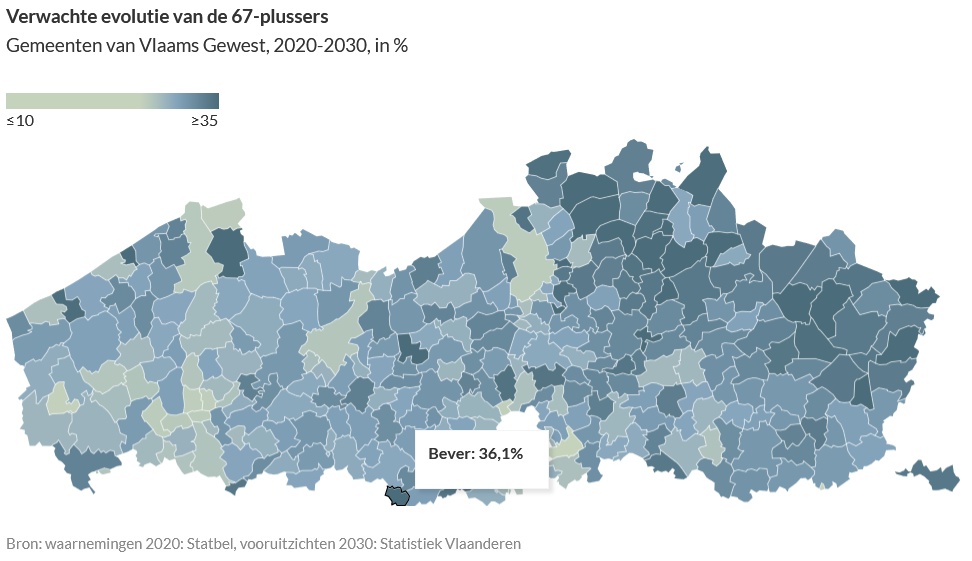 Verwachte evolutie van de 67-plussers
Gemeenten van Vlaams Gewest, 2020-2030, in %
≤10 ≥35
Bever: 36,1%
Bron: waarnemingen 2020: Statbel, vooruitzichten 2030: Statistiek Vlaanderen